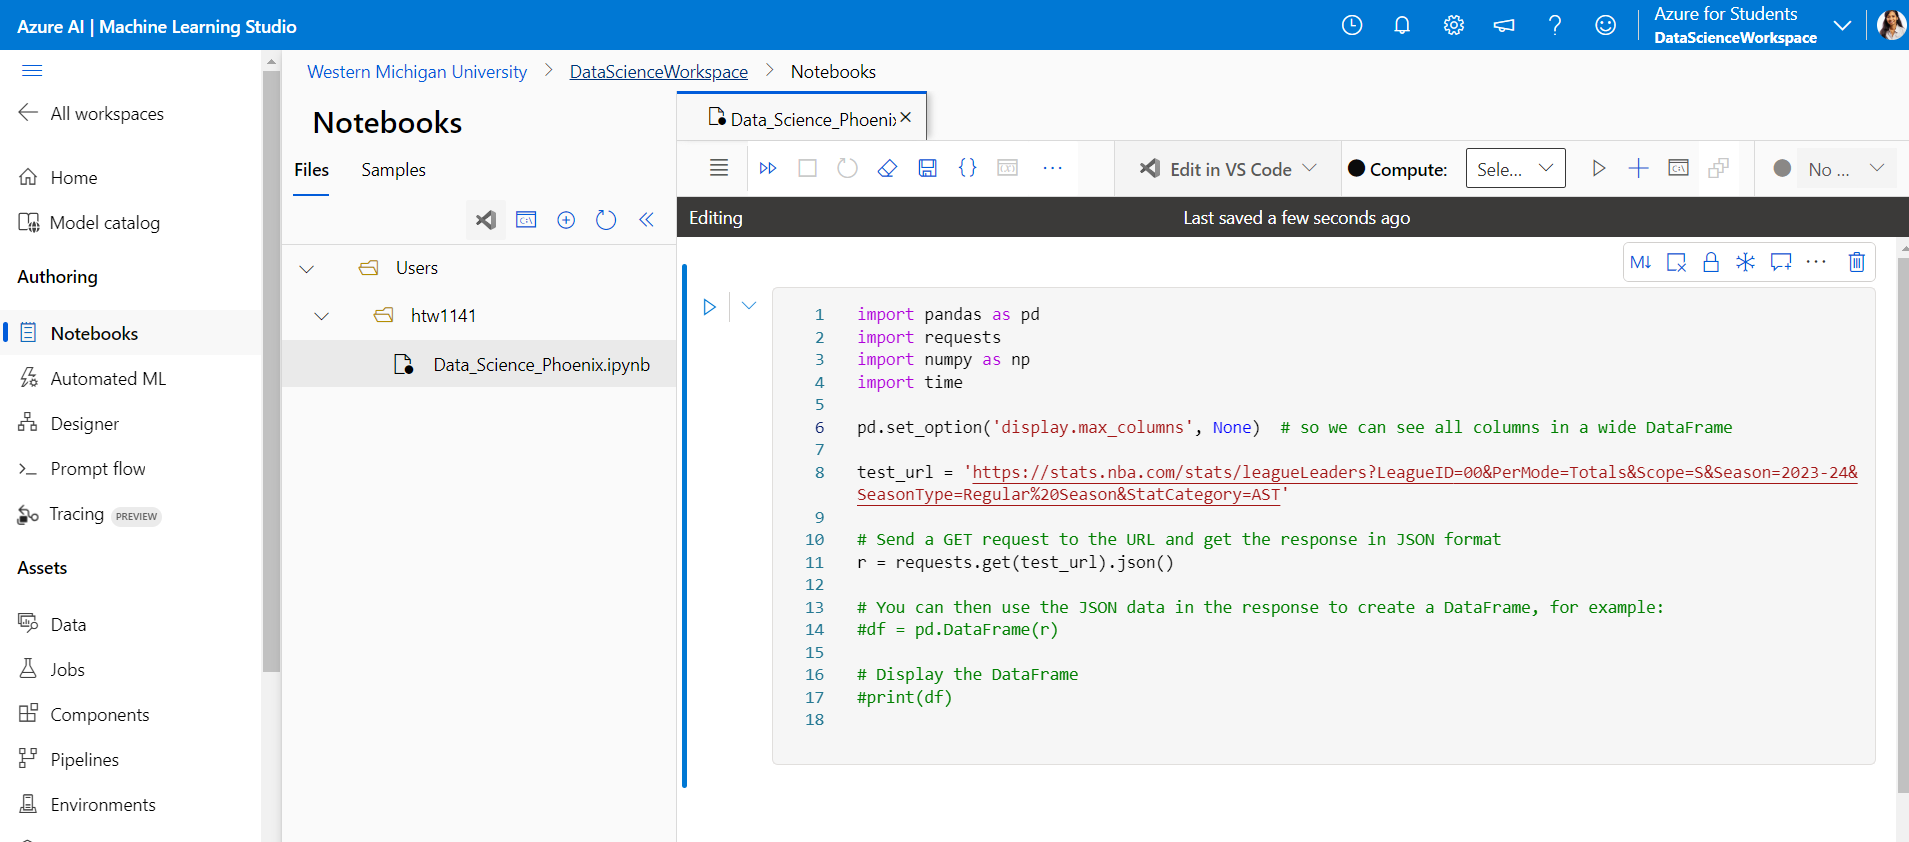 Azure AI | Machine Learning Studio
Azure for Students
DataScienceWorkspace
All workspaces
Home
Model catalog
Authoring
Notebooks
Automated ML
Designer
Prompt flow
Tracing PREVIEW
Assets
Data
Jobs
Components
Pipelines
Environments
Western Michigan University > DataScienceWorkspace > Notebooks
Notebooks
Files Samples
Users
htw1141
Data_Science_Phoenix.ipynb
Data_Science_Phoenix
Edit in VS Code
Compute:
Sele...
No ...
Editing
Last saved a few seconds ago
M↓
1 import pandas as pd
2 import requests
3 import numpy as np
4 import time
5
6 pd.set_option('display.max_columns', None)  # so we can see all columns in a wide DataFrame
7
8 test_url = 'https://stats.nba.com/stats/leagueLeaders?LeagueID=00&PerMode=Totals&Scope=S&Season=2023-24&
SeasonType=Regular%20Season&StatCategory=AST'
9
10 # Send a GET request to the URL and get the response in JSON format
11 r = requests.get(test_url).json()
12
13 # You can then use the JSON data in the response to create a DataFrame, for example:
14 #df = pd.DataFrame(r)
15
16 # Display the DataFrame
17 #print(df)
18